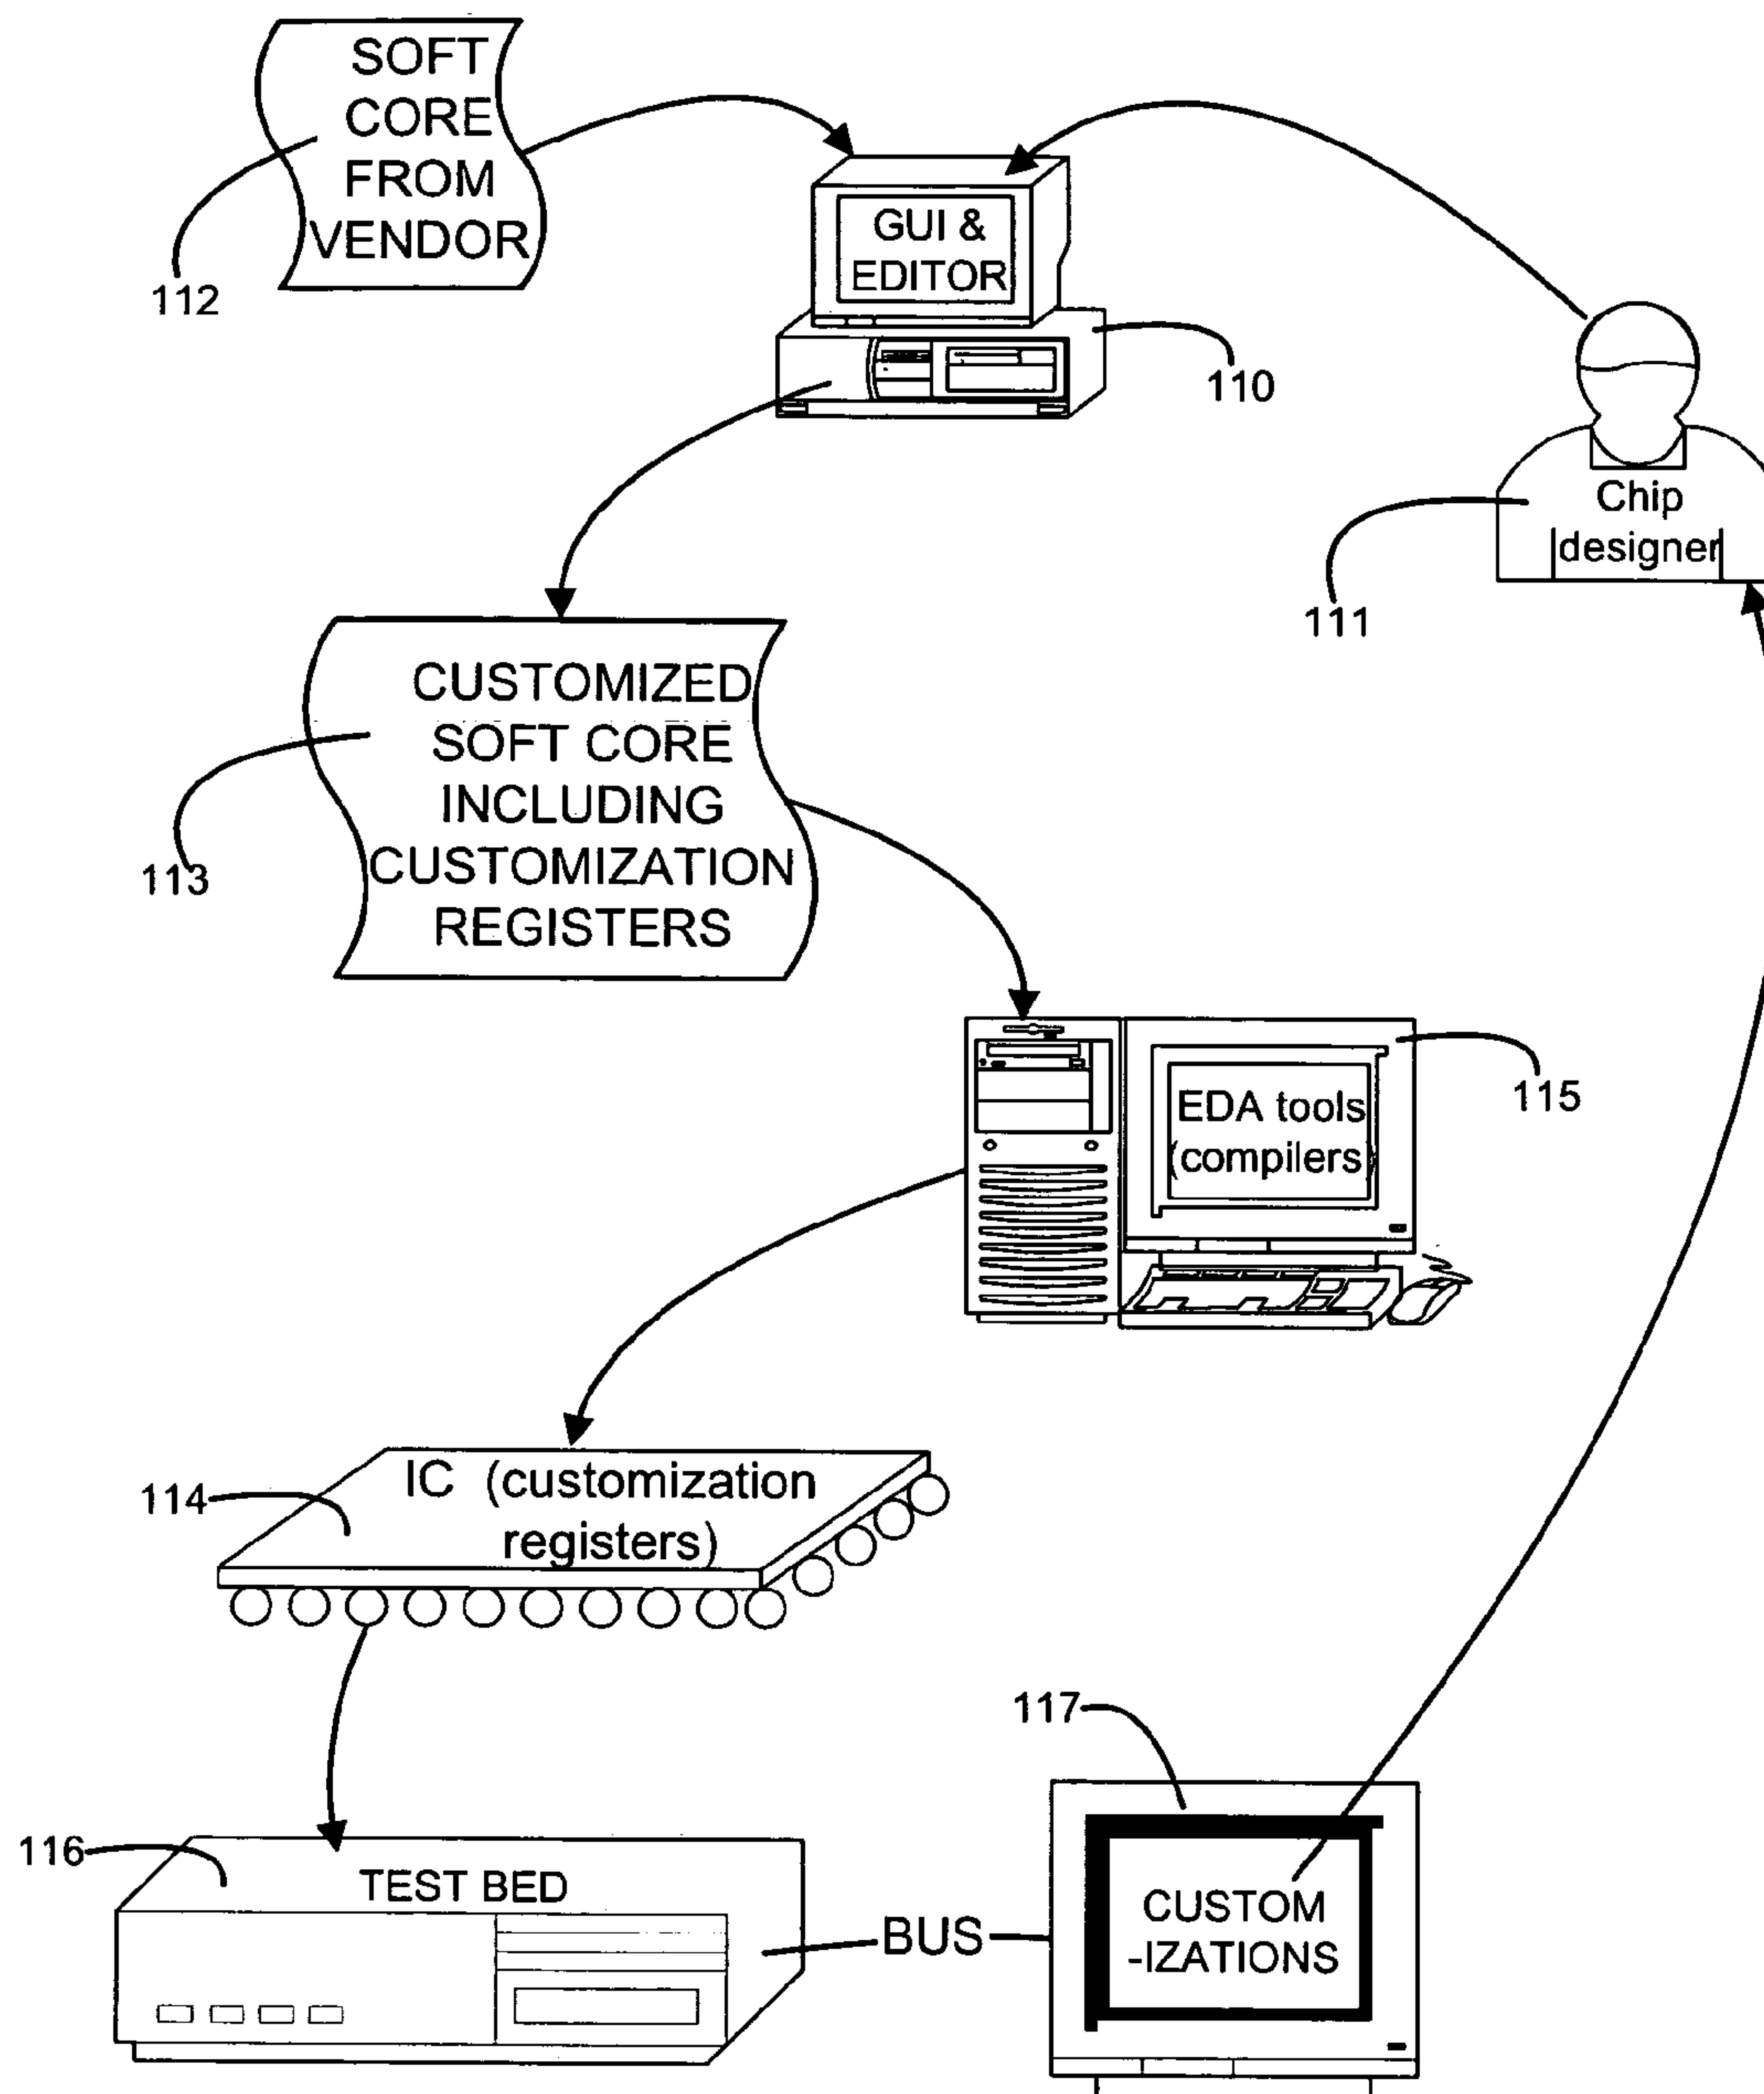 SOFT
CORE
FROM
VENDOR
112
GUI &
EDITOR
110
Chip
designer
111
CUSTOMIZED
SOFT CORE
INCLUDING
CUSTOMIZATION
REGISTERS
113
EDA tools
(compilers)
115
IC (customization
registers)
114
117
116
TEST BED
BUS
CUSTOM
-IZATIONS